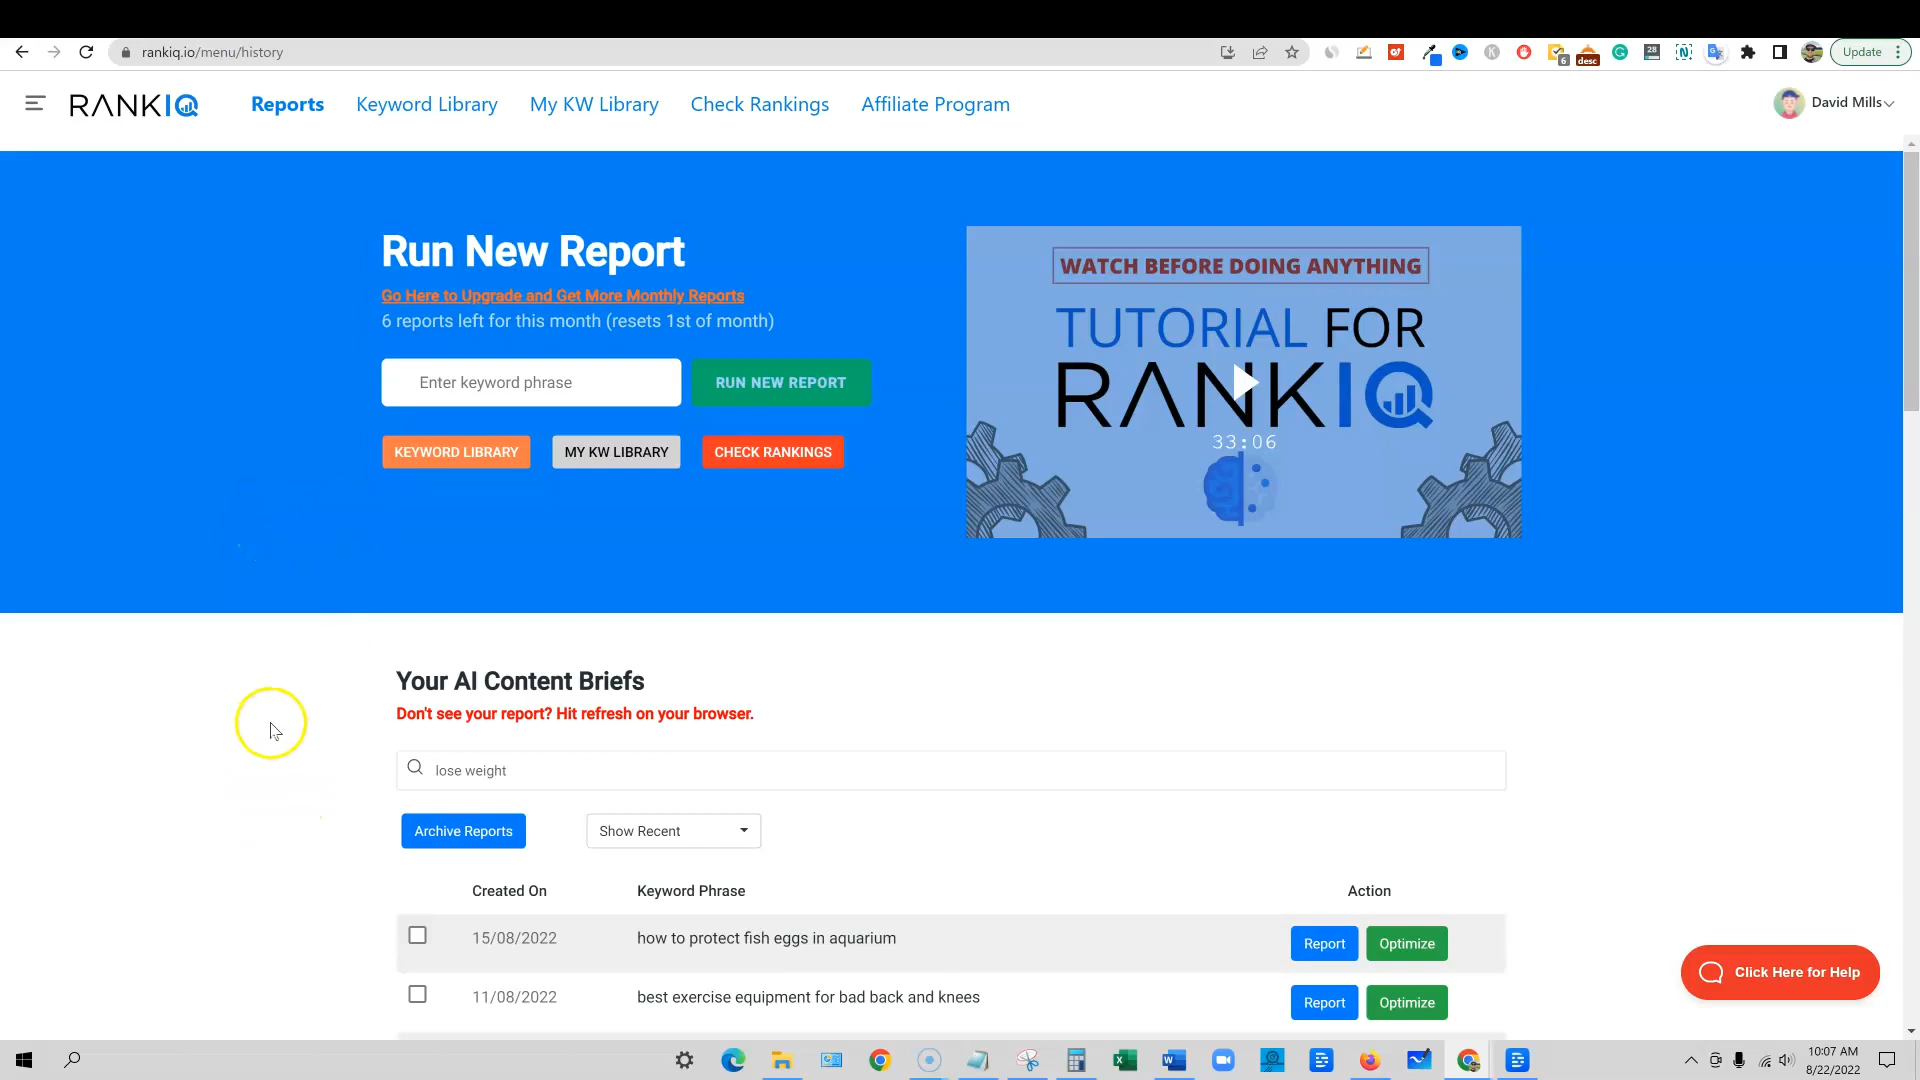 rankiq.io/menu/history
6
desc
28
Update
RANKIQ
Reports
Keyword Library
My KW Library
Check Rankings
Affiliate Program
David Mills
Run New Report
Go Here to Upgrade and Get More Monthly Reports
6 reports left for this month (resets 1st of month)
Enter keyword phrase
RUN NEW REPORT
KEYWORD LIBRARY
MY KW LIBRARY
CHECK RANKINGS
WATCH BEFORE DOING ANYTHING
TUTORIAL FOR
RANKIQ
33:06
Your AI Content Briefs
Don't see your report? Hit refresh on your browser.
lose weight
Archive Reports
Show Recent
Created On
Keyword Phrase
Action
15/08/2022
how to protect fish eggs in aquarium
Report
Optimize
11/08/2022
best exercise equipment for bad back and knees
Report
Optimize
Click Here for Help
10:07 AM
8/22/2022